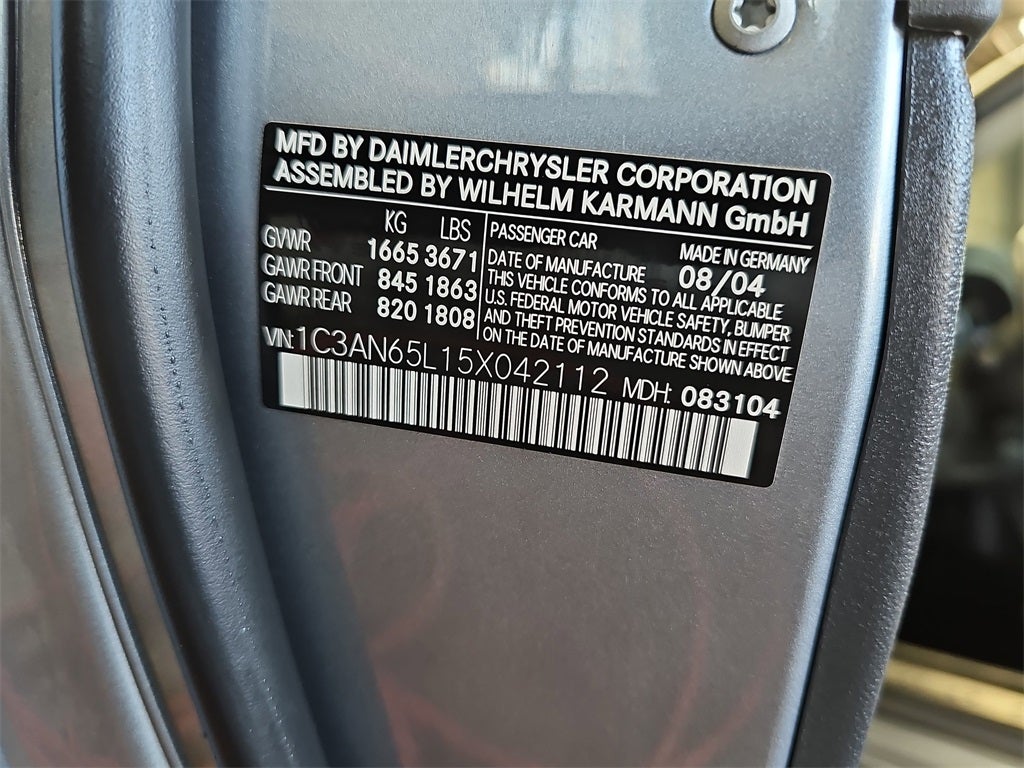 MFD BY DAIMLERCHRYSLER CORPORATION
ASSEMBLED BY WILHELM KARMANN GmbH
KG LBS
GVWR 1665 3671
GAWR FRONT 845 1863
GAWR REAR 820 1808
PASSENGER CAR MADE IN GERMANY
DATE OF MANUFACTURE 08/04
THIS VEHICLE CONFORMS TO ALL APPLICABLE
U.S. FEDERAL MOTOR VEHICLE SAFETY, BUMPER
AND THEFT PREVENTION STANDARDS IN EFFECT
ON THE DATE OF MANUFACTURE SHOWN ABOVE
VIN:1C3AN65L15X042112 MDH: 083104